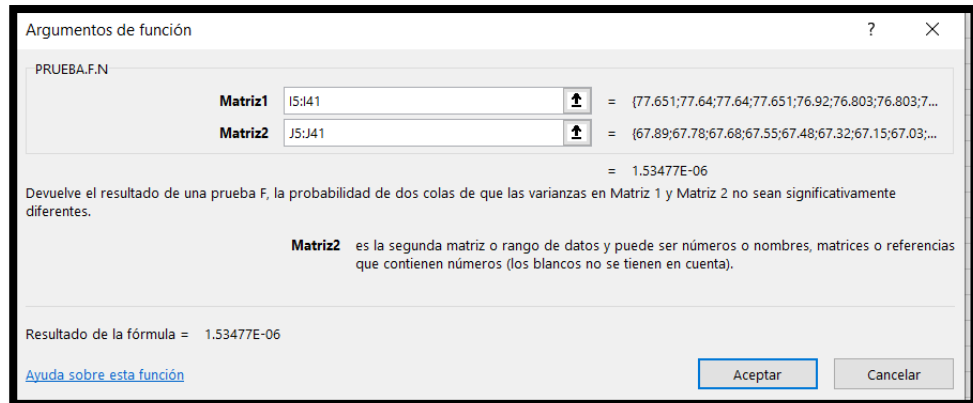 Argumentos de función ? ×
PRUEBA.F.N
Matriz1 I5:I41 = {77.651;77.64;77.64;77.651;76.92;76.803;76.803;7...
Matriz2 J5:J41 = {67.89;67.78;67.68;67.55;67.48;67.32;67.15;67.03;...
= 1.53477E-06
Devuelve el resultado de una prueba F, la probabilidad de dos colas de que las varianzas en Matriz 1 y Matriz 2 no sean significativamente
diferentes.
Matriz2 es la segunda matriz o rango de datos y puede ser números o nombres, matrices o referencias
que contienen números (los blancos no se tienen en cuenta).
Resultado de la fórmula = 1.53477E-06
Ayuda sobre esta función Aceptar Cancelar